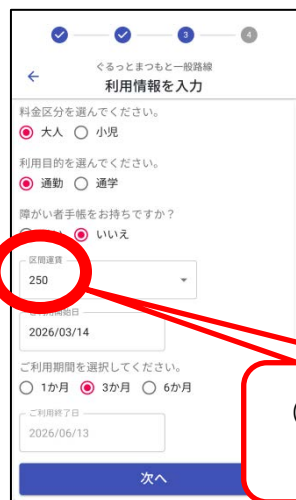 3
4
ぐるっとまつもと一般路線
利用情報を入力
料金区分を選んでください。
大人 小児
利用目的を選んでください。
通勤 通学
障がい者手帳をお持ちですか？
いいえ
区間運賃
250
2026/03/14
ご利用期間を選択してください。
1か月 3か月 6か月
ご利用終了日
2026/06/13
次へ
(